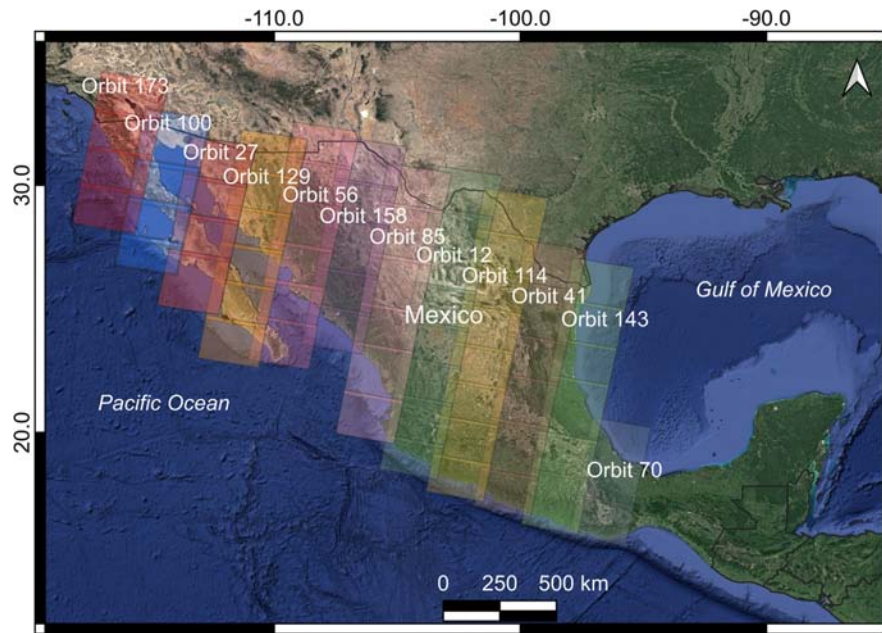 -110.0
-100.0
-90.0
Orbit 173
Orbit 100
Orbit 27
Orbit 129
Orbit 56
Orbit 158
Orbit 85
Orbit 12
Orbit 114
Orbit 41
Orbit 143
30.0
Gulf of Mexico
Mexico
Pacific Ocean
20.0
Orbit 70
0 250 500 km